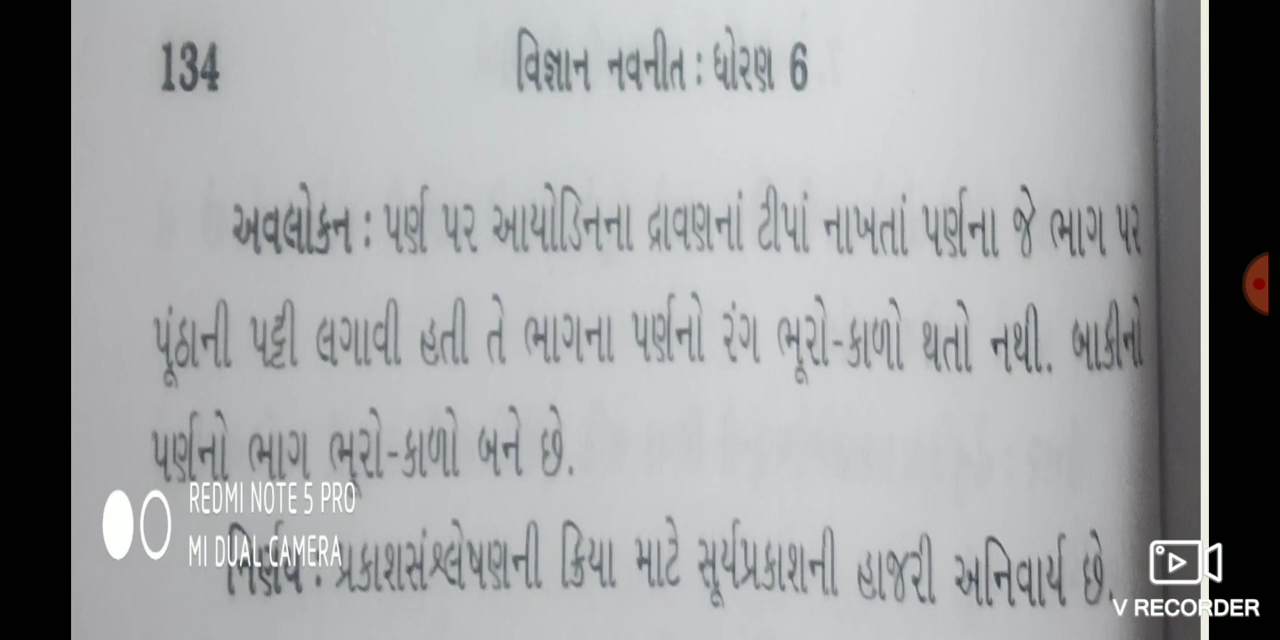 134 વિજ્ઞાન નવનીત : ધોરણ 6
અવલોકન : પર્ણ પર આયોડિનના દ્રાવણનાં ટીપાં નાખતાં પર્ણના જે ભાગ પર
પૂંઠાની પટ્ટી લગાવી હતી તે ભાગના પર્ણનો રંગ ભૂરો-કાળો થતો નથી. બાકીનો
પર્ણનો ભાગ ભૂરો-કાળો બને છે.
REDMI NOTE 5 PRO
MI DUAL CAMERA
નિર્ણય : પ્રકાશસંશ્લેષણની ક્રિયા માટે સૂર્યપ્રકાશની હાજરી અનિવાર્ય છે.
V RECORDER